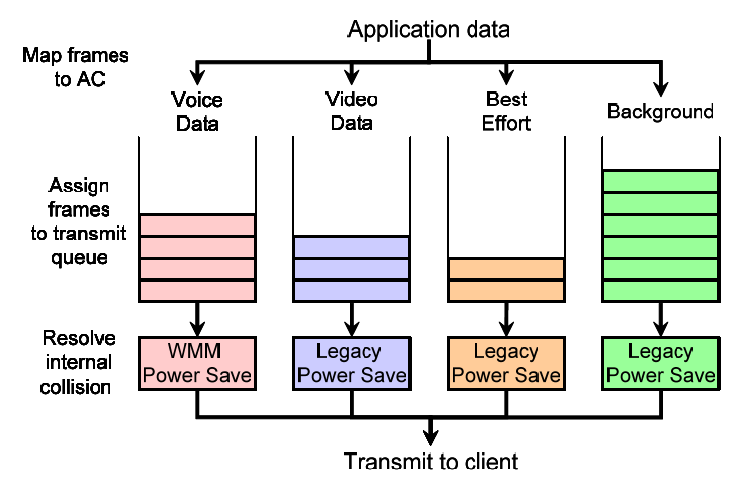 Application data
Map frames
to AC
Voice
Data
Video
Data
Best
Effort
Background
Assign
frames
to transmit
queue
Resolve
internal
collision
WMM
Power Save
Legacy
Power Save
Legacy
Power Save
Legacy
Power Save
Transmit to client